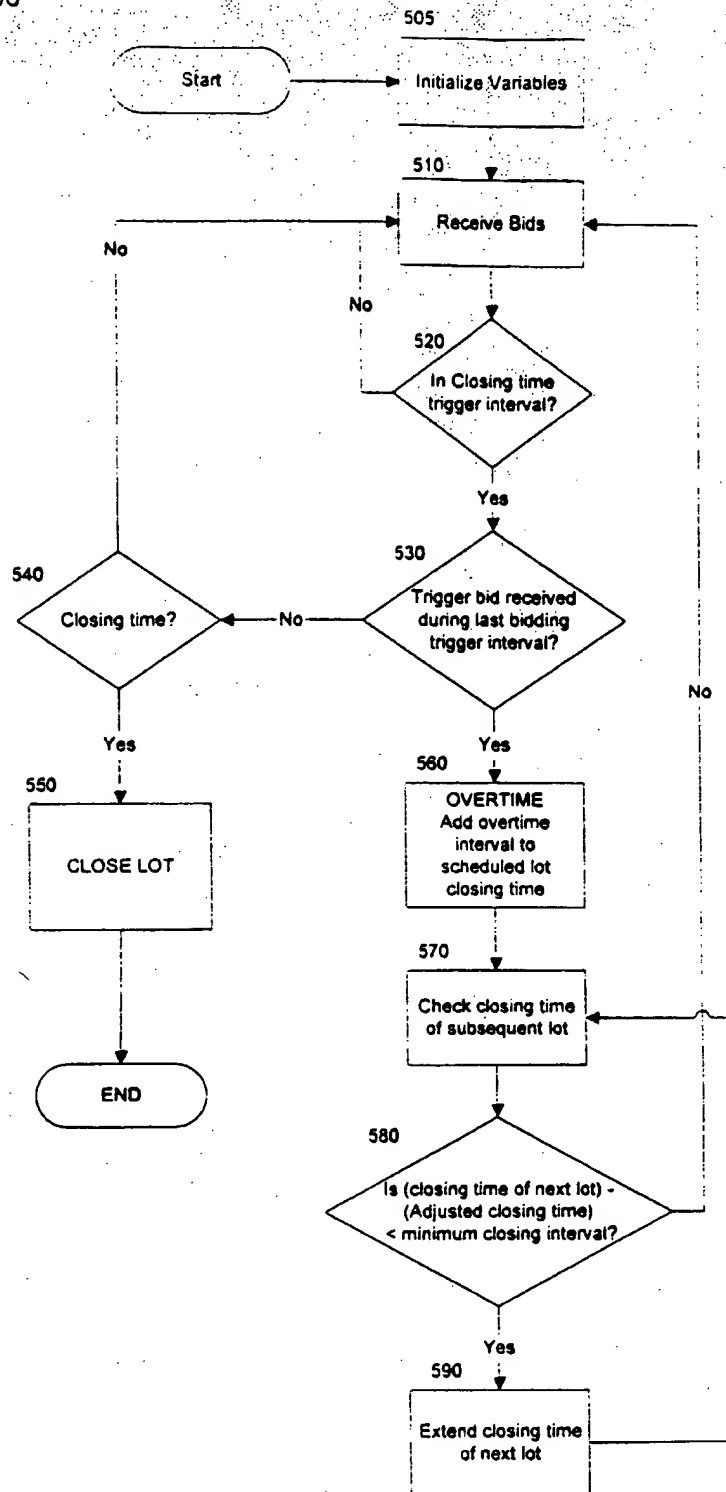 505
Start
Initialize Variables
510
Receive Bids
No
No
520
In Closing time
trigger interval?
Yes
530
540
Trigger bid received
during last bidding
trigger interval?
Closing time?
No
No
Yes
Yes
560
550
OVERTIME
Add overtime
interval to
scheduled lot
closing time
CLOSE LOT
570
Check closing time
of subsequent lot
END
580
Is (closing time of next lot) -
(Adjusted closing time)
< minimum closing interval?
Yes
590
Extend closing time
of next lot